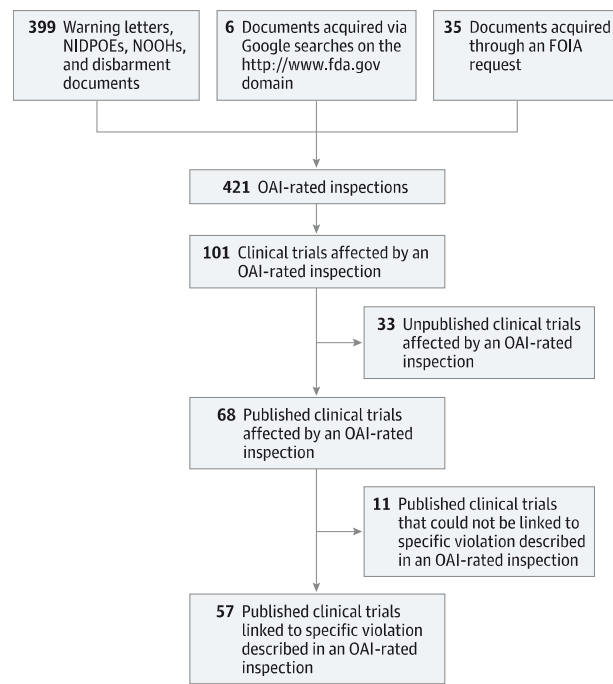 399 Warning letters,
NIDPOEs, NOOHs,
and disbarment
documents
6 Documents acquired via
Google searches on the
http://www.fda.gov
domain
35 Documents acquired
through an FOIA
request
421 OAI-rated inspections
101 Clinical trials affected by an
OAI-rated inspection
33 Unpublished clinical trials
affected by an OAI-rated
inspection
68 Published clinical trials
affected by an OAI-rated
inspection
11 Published clinical trials
that could not be linked to
specific violation described
in an OAI-rated inspection
57 Published clinical trials
linked to specific violation
described in an OAI-rated
inspection